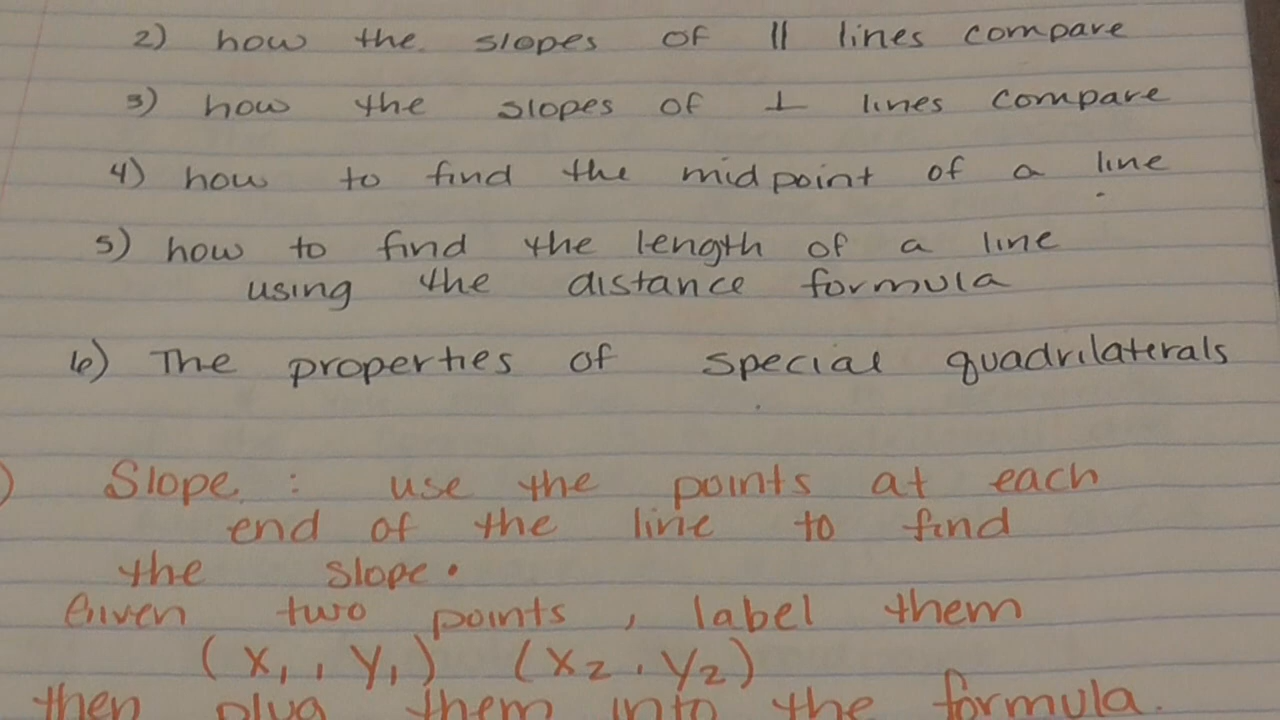 2) how the slopes of || lines compare
3) how the slopes of ⊥ lines compare
4) how to find the midpoint of a line
5) how to find the length of a line
using the distance formula
6) The properties of special quadrilaterals
) Slope : use the points at each
end of the line to find
the slope.
Given two points, label them
(x₁, y₁) (x₂, y₂)
then plug them into the formula.